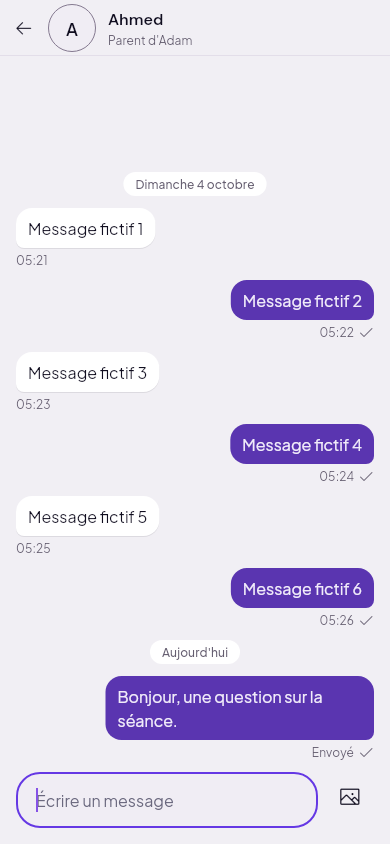 A
Ahmed
Parent d'Adam
Dimanche 4 octobre
Message fictif 1
05:21
Message fictif 2
05:22
Message fictif 3
05:23
Message fictif 4
05:24
Message fictif 5
05:25
Message fictif 6
05:26
Aujourd'hui
Bonjour, une question sur la
séance.
Envoyé
Écrire un message